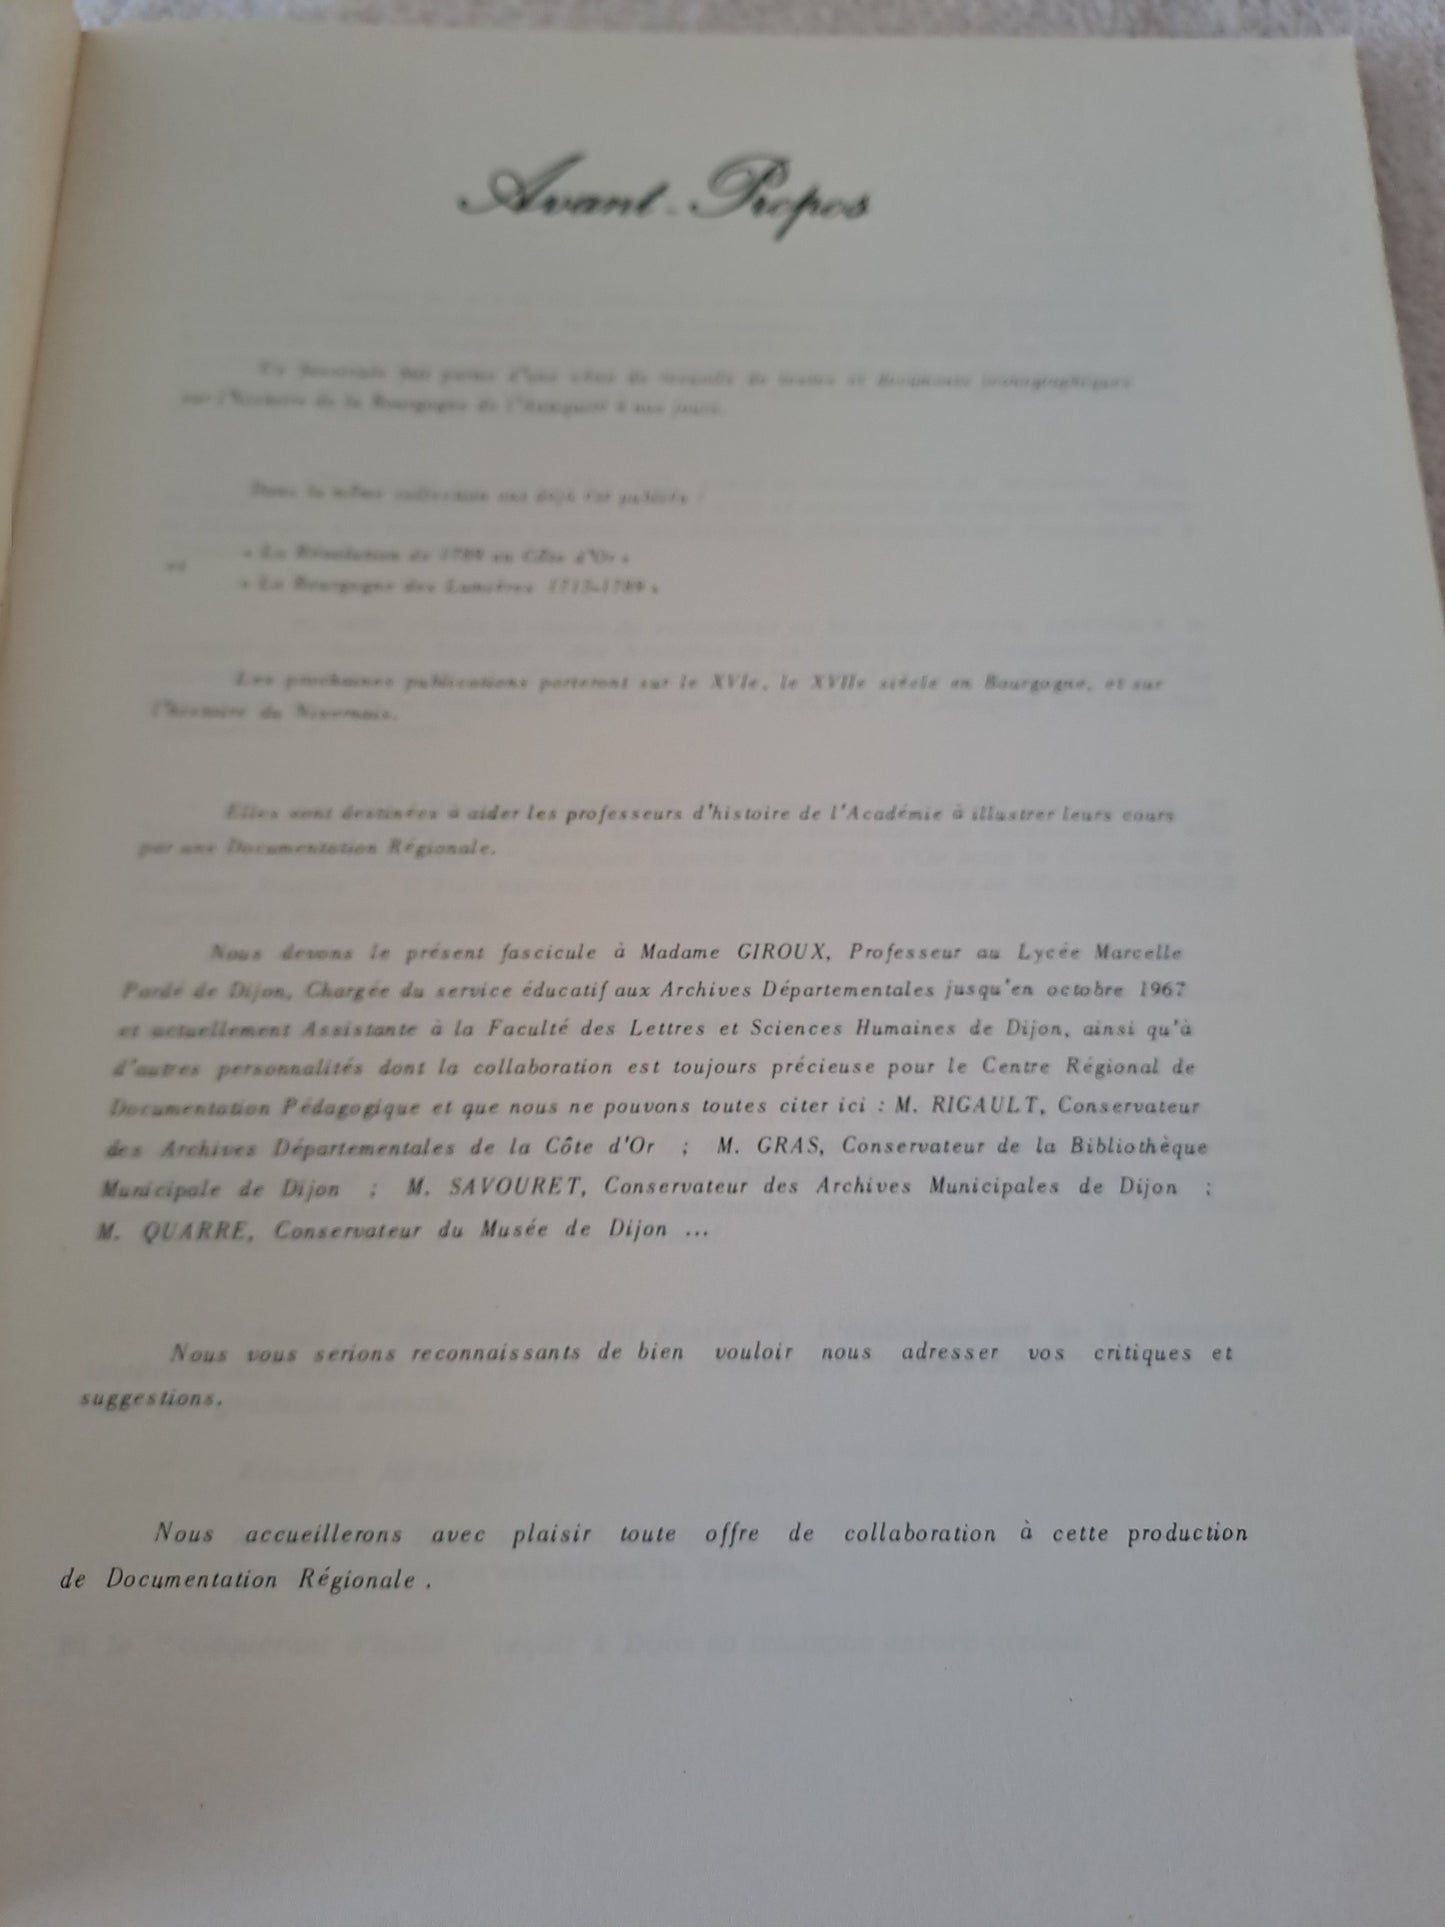 Avant-Propos
Ce fascicule fait partie d'une série de recueils de textes et documents iconographiques
sur l'histoire de la Bourgogne de l'Antiquité à nos jours.
Dans la même collection ont déjà été publiés :
« La Révolution de 1789 en Côte d'Or »
et
« La Bourgogne des Lumières 1715-1789 »
Les prochaines publications porteront sur le XVIe, le XVIIe siècle en Bourgogne, et sur
l'histoire du Nivernais.
Elles sont destinées à aider les professeurs d'histoire de l'Académie à illustrer leurs cours
par une Documentation Régionale.
Nous devons le présent fascicule à Madame GIROUX, Professeur au Lycée Marcelle
Pardé de Dijon, Chargée du service éducatif aux Archives Départementales jusqu'en octobre 1967
et actuellement Assistante à la Faculté des Lettres et Sciences Humaines de Dijon, ainsi qu'à
d'autres personnalités dont la collaboration est toujours précieuse pour le Centre Régional de
Documentation Pédagogique et que nous ne pouvons toutes citer ici : M. RIGAULT, Conservateur
des Archives Départementales de la Côte d'Or ; M. GRAS, Conservateur de la Bibliothèque
Municipale de Dijon ; M. SAVOURET, Conservateur des Archives Municipales de Dijon ;
M. QUARRE, Conservateur du Musée de Dijon ...
Nous vous serions reconnaissants de bien vouloir nous adresser vos critiques et
suggestions.
Nous accueillerons avec plaisir toute offre de collaboration à cette production
de Documentation Régionale .